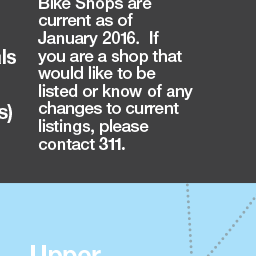 Bike Shops are
current as of
January 2016.  If
you are a shop that
would like to be
listed or know of any
changes to current
listings, please
contact 311.
Upper